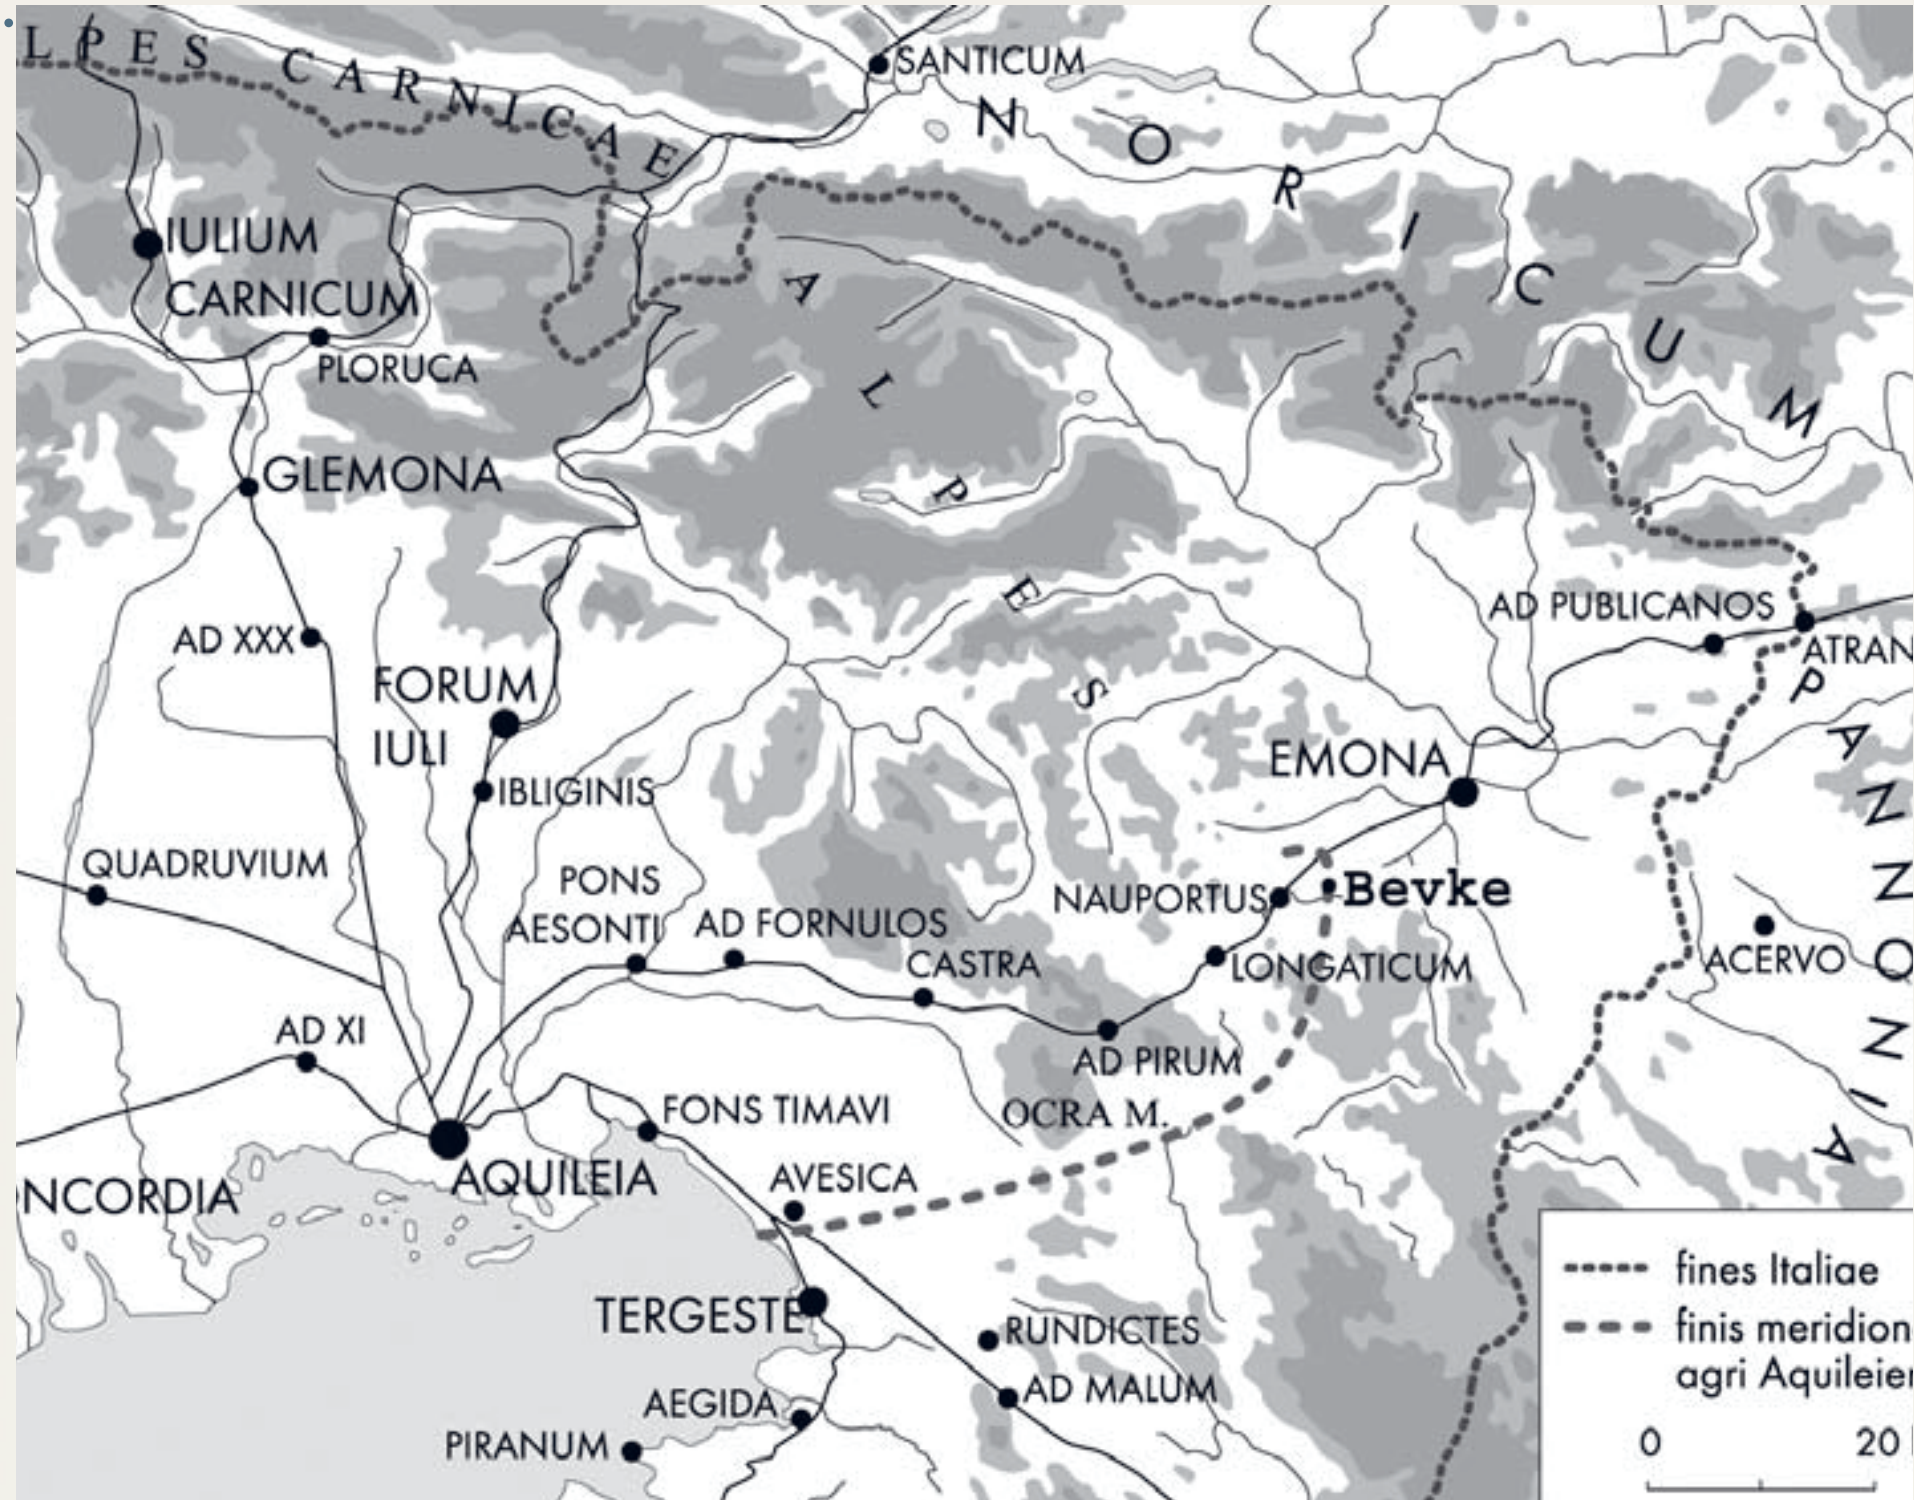 LPES CARNICAE
SANTICUM
NORICUM
IULIUM
CARNICUM
PLORUCA
ALPES
GLEMONA
AD XXX
FORUM
IULI
IBLIGINIS
AD PUBLICANOS
ATRAN
PANNONIA
EMONA
QUADRUVIUM
PONS
AESONTI
AD FORNULOS
CASTRA
NAUPORTUS
Bevke
LONGATICUM
ACERVO
AD XI
AD PIRUM
OCRA M.
FONS TIMAVI
AQUILEIA
NCORDIA
AVESICA
TERGESTE
RUNDICTES
AD MALUM
AEGIDA
PIRANUM
fines Italiae
finis meridion
agri Aquileien
0 20